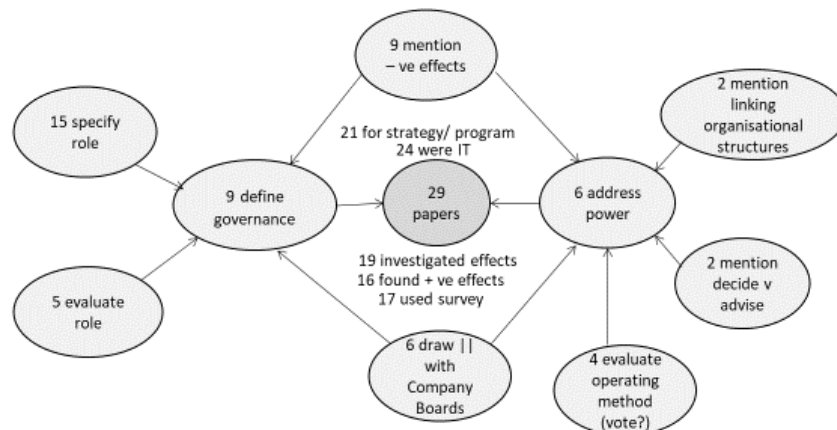 9 mention
– ve effects
15 specify
role
21 for strategy/ program
24 were IT
2 mention
linking
organisational
structures
9 define
governance
29
papers
6 address
power
19 investigated effects
16 found + ve effects
17 used survey
5 evaluate
role
6 draw ||
with
Company
Boards
2 mention
decide v
advise
4 evaluate
operating
method
(vote?)